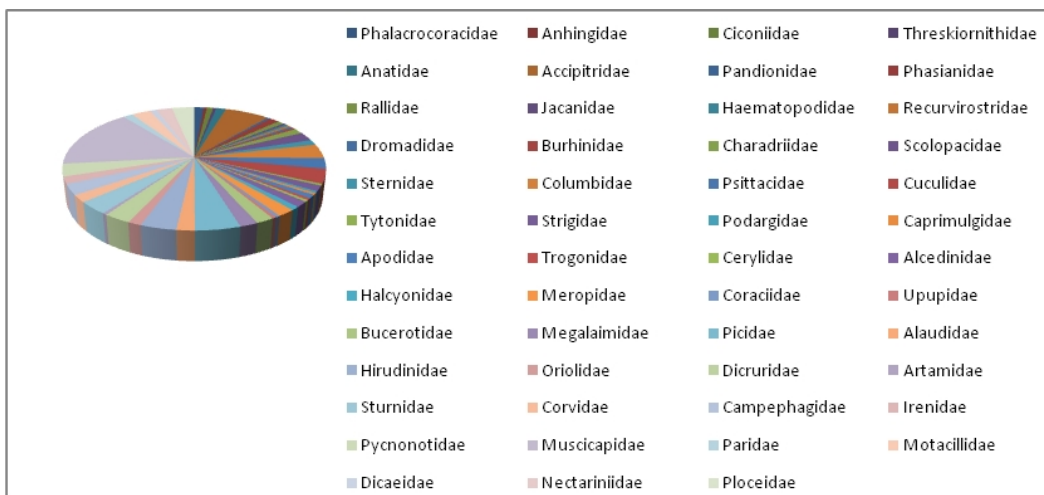 Phalacrocoracidae Anhingidae Ciconiidae Threskiornithidae
Anatidae Accipitridae Pandionidae Phasianidae
Rallidae Jacanidae Haematopodidae Recurvirostridae
Dromadidae Burhinidae Charadriidae Scolopacidae
Sternidae Columbidae Psittacidae Cuculidae
Tytonidae Strigidae Podargidae Caprimulgidae
Apodidae Trogonidae Cerylidae Alcedinidae
Halcyonidae Meropidae Coraciidae Upupidae
Bucerotidae Megalaimidae Picidae Alaudidae
Hirudinidae Oriolidae Dicruridae Artamidae
Sturnidae Corvidae Campephagidae Irenidae
Pycnonotidae Muscicapidae Paridae Motacillidae
Dicaeidae Nectariniidae Ploceidae